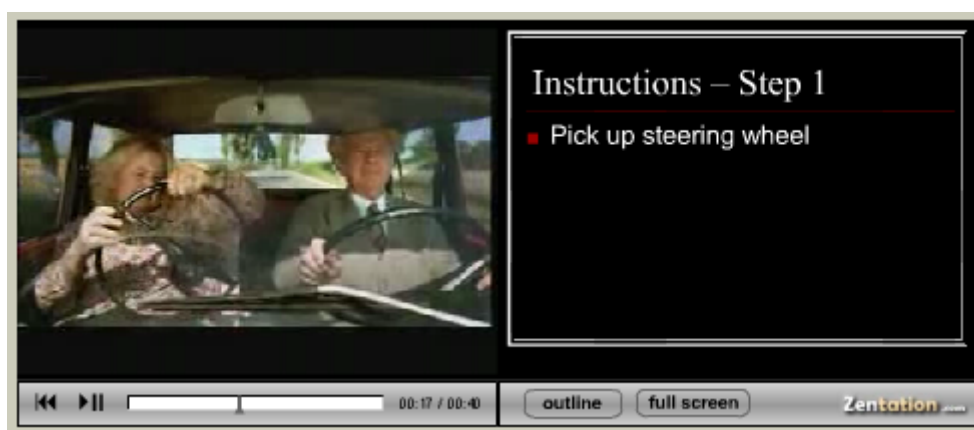 Instructions – Step 1
Pick up steering wheel
00:17 / 00:40
outline
full screen
Zentation.com